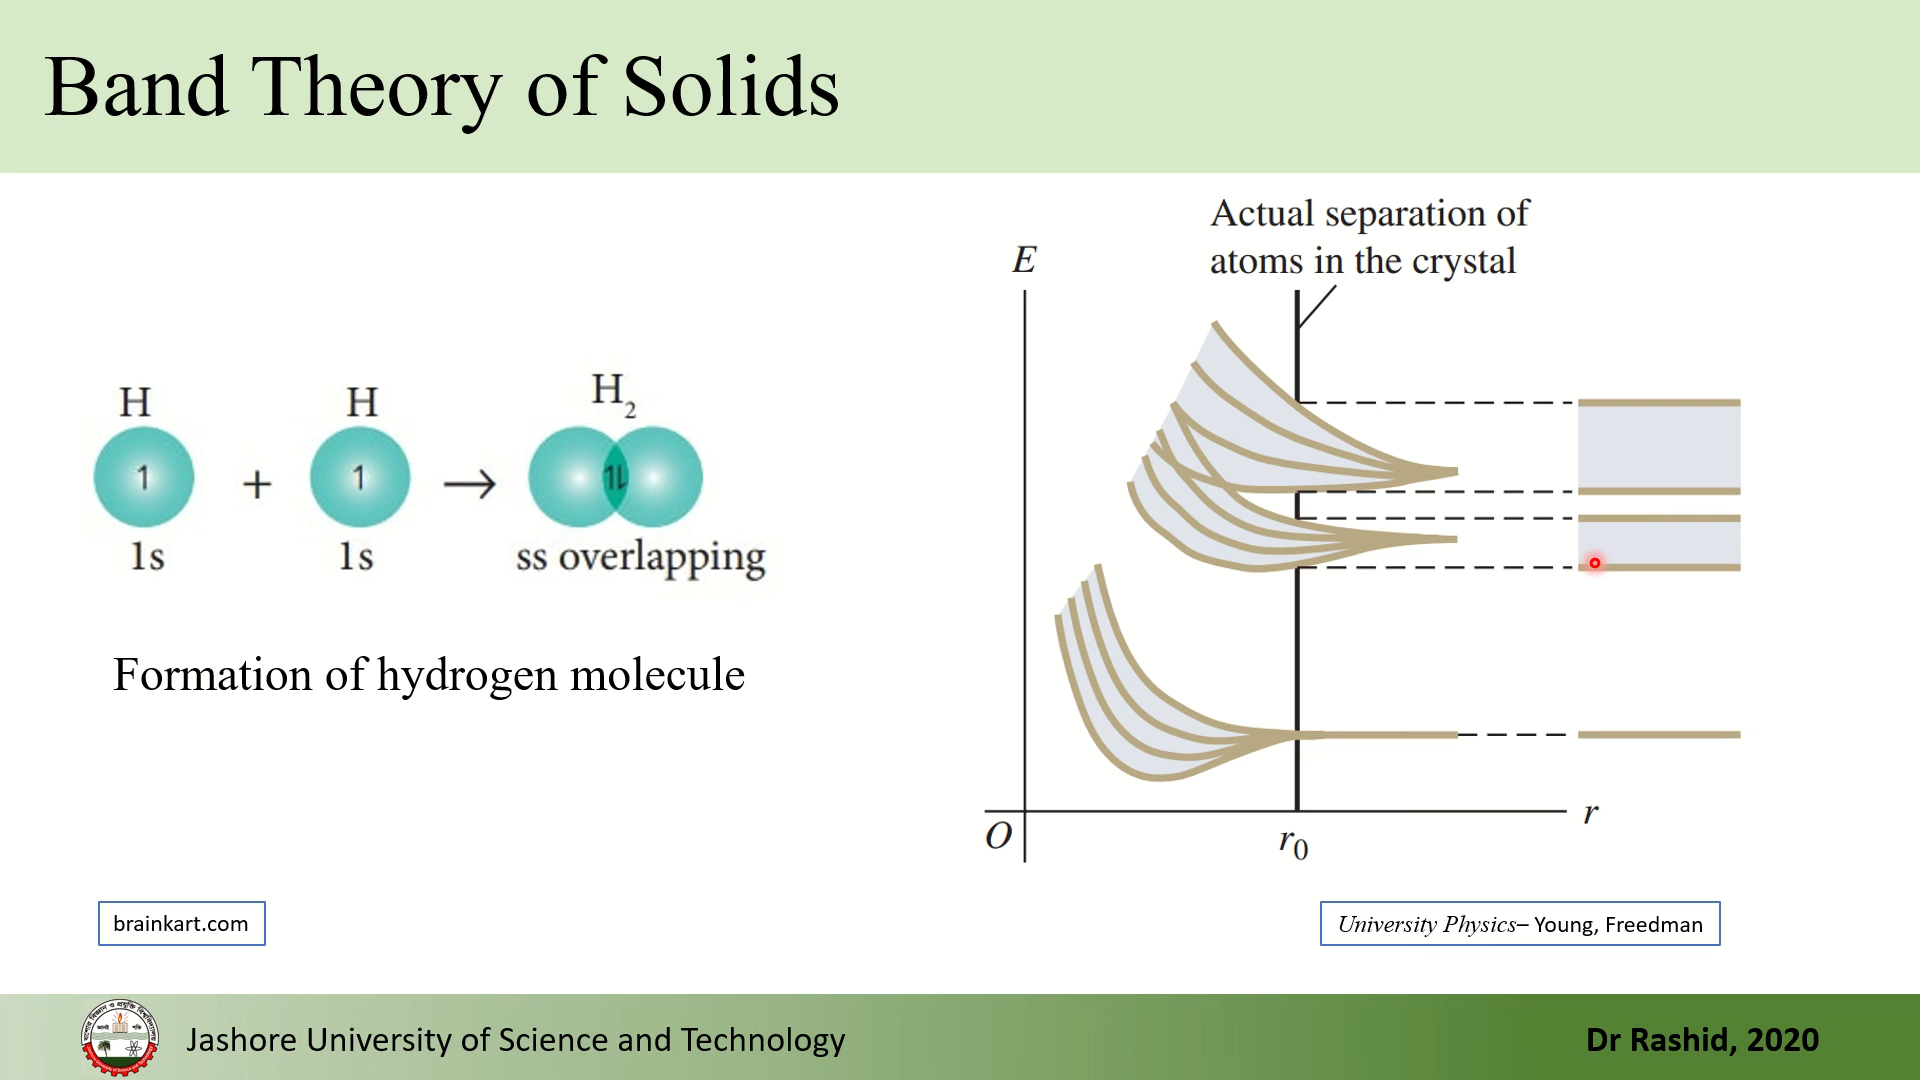 Band Theory of Solids
H
H
H₂
1
+
1
→
1s
1s
ss overlapping
Formation of hydrogen molecule
brainkart.com
Actual separation of
atoms in the crystal
E
O
r₀
r
University Physics– Young, Freedman
Jashore University of Science and Technology
Dr Rashid, 2020